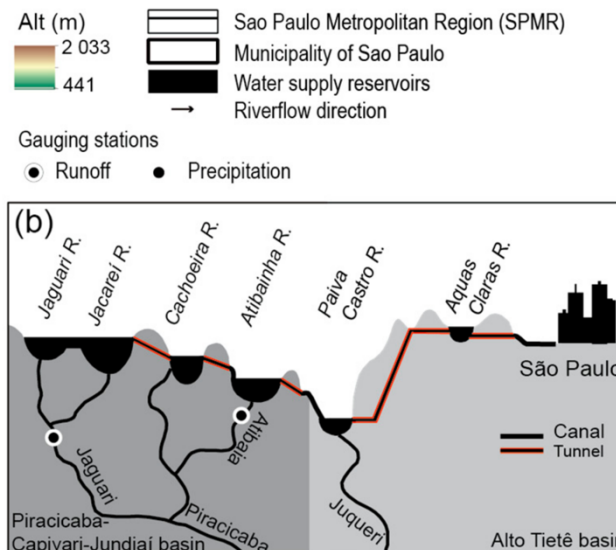 Alt (m)
2 033
441
Sao Paulo Metropolitan Region (SPMR)
Municipality of Sao Paulo
Water supply reservoirs
Riverflow direction
Gauging stations
Runoff
Precipitation
(b)
Jaguari R.
Jacareí R.
Cachoeira R.
Atibainha R.
Paiva
Castro R.
Aquas
Claras R.
São Paulo
Canal
Tunnel
Atibaia
Jaguari
Piracicaba
Juqueri
Piracicaba-
Capivari-Jundiaí basin
Alto Tietê basin